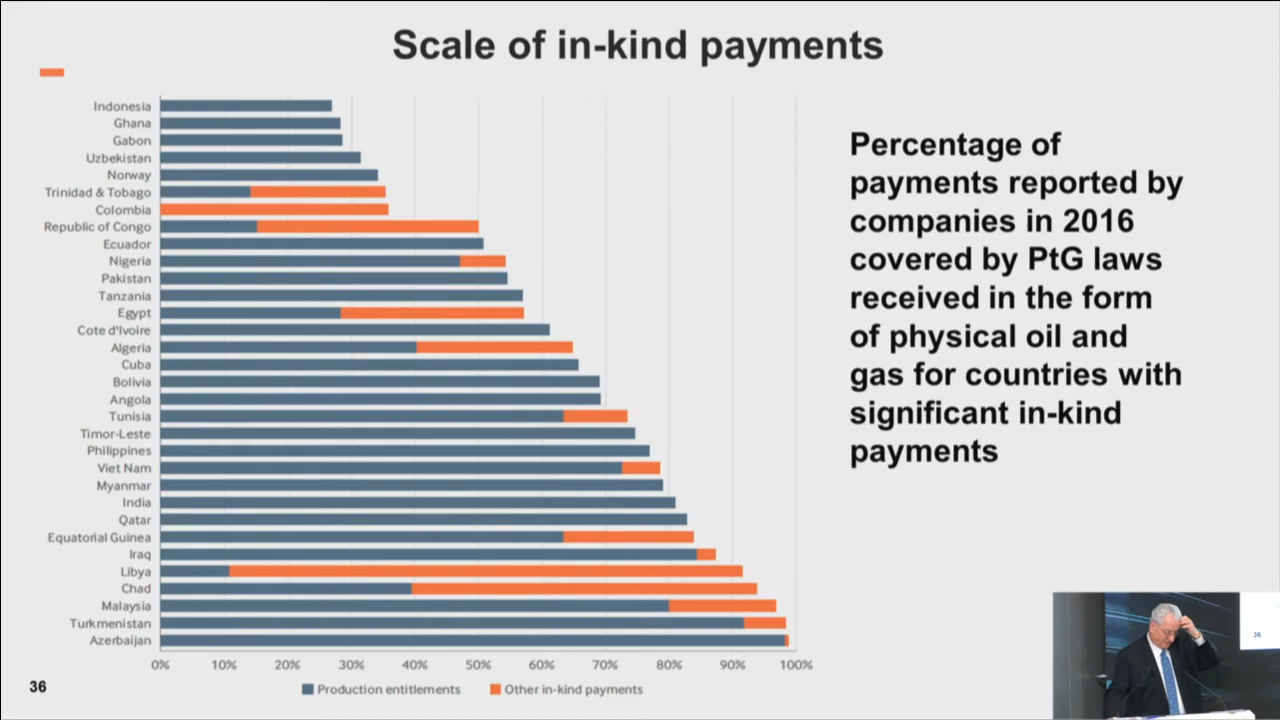 Scale of in-kind payments
Indonesia
Ghana
Gabon
Uzbekistan
Norway
Trinidad & Tobago
Colombia
Republic of Congo
Ecuador
Nigeria
Pakistan
Tanzania
Egypt
Cote d'Ivoire
Algeria
Cuba
Bolivia
Angola
Tunisia
Timor-Leste
Philippines
Viet Nam
Myanmar
India
Qatar
Equatorial Guinea
Iraq
Libya
Chad
Malaysia
Turkmenistan
Azerbaijan
0% 10% 20% 30% 40% 50% 60% 70% 80% 90% 100%
Production entitlements Other in-kind payments
Percentage of
payments reported by
companies in 2016
covered by PtG laws
received in the form
of physical oil and
gas for countries with
significant in-kind
payments
36
36